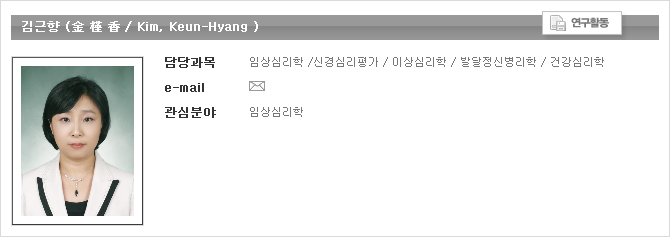 김근향 (金 槿 香 / Kim, Keun-Hyang )
연구활동
담당과목 임상심리학 /신경심리평가 / 이상심리학 / 발달정신병리학 / 건강심리학
e-mail
관심분야 임상심리학